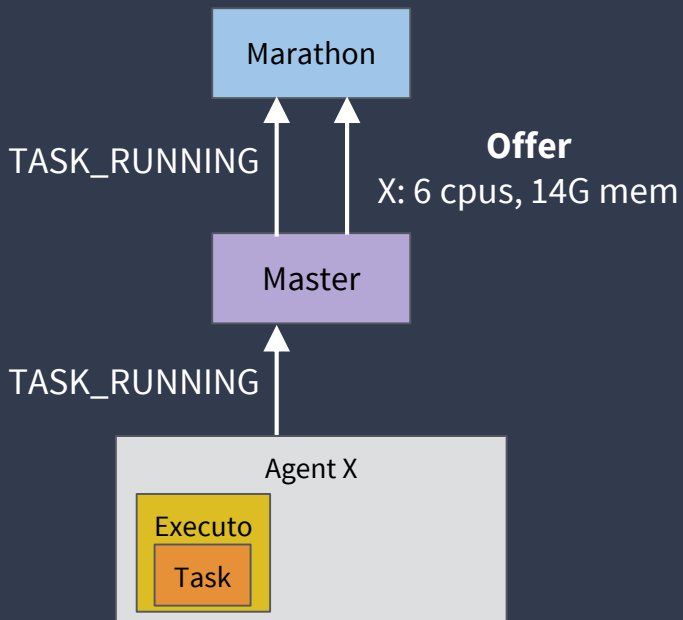 Marathon
TASK_RUNNING
Offer
X: 6 cpus, 14G mem
Master
TASK_RUNNING
Agent X
Executo
Task